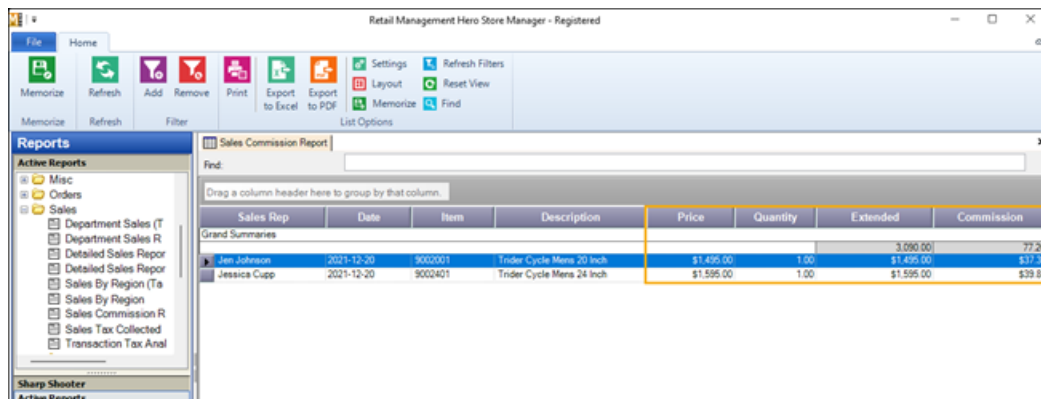 Retail Management Hero Store Manager - Registered
File Home
Memorize Refresh Add Remove Print Export to Excel Export to PDF Settings Refresh Filters
Layout Reset View
Memorize Find
Memorize Refresh Filter List Options
Reports
Active Reports
Misc
Orders
Sales
Department Sales (T
Department Sales R
Detailed Sales Repor
Detailed Sales Repor
Sales By Region (Ta
Sales By Region
Sales Commission R
Sales Tax Collected
Transaction Tax Anal
Sharp Shooter
Active Reports
Sales Commission Report
Find:
Drag a column header here to group by that column.
Sales Rep Date Item Description Price Quantity Extended Commission
Grand Summaries
3,090.00 77.2
Jen Johnson 2021-12-20 9002001 Trider Cycle Mens 20 Inch $1,495.00 1.00 $1,495.00 $37.3
Jessica Cupp 2021-12-20 9002401 Trider Cycle Mens 24 Inch $1,595.00 1.00 $1,595.00 $39.8